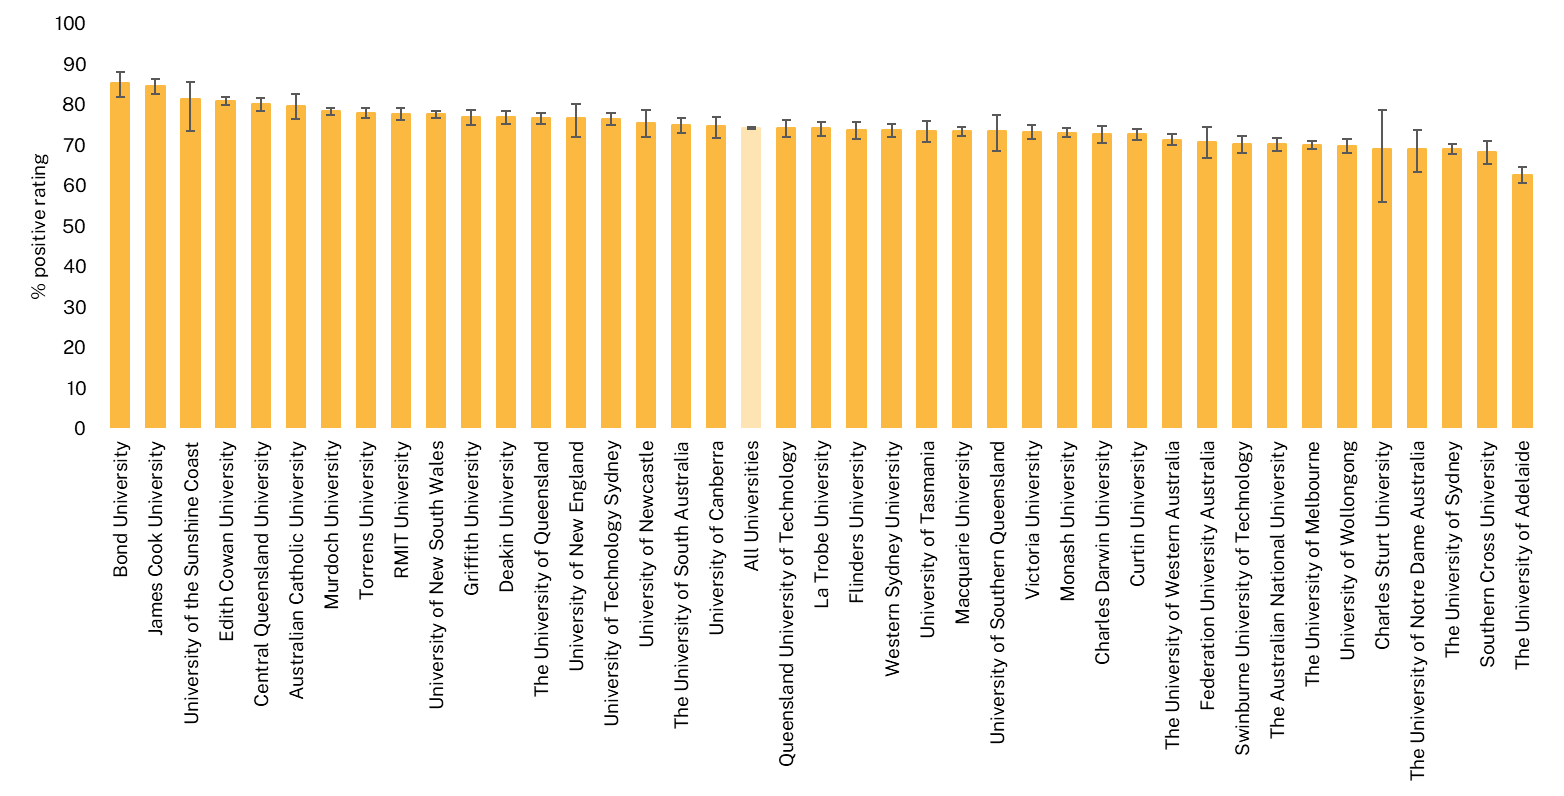 100
90
80
70
60
50
40
30
20
10
0
% positive rating
Bond University
James Cook University
University of the Sunshine Coast
Edith Cowan University
Central Queensland University
Australian Catholic University
Murdoch University
Torrens University
RMIT University
University of New South Wales
Griffith University
Deakin University
The University of Queensland
University of New England
University of Technology Sydney
University of Newcastle
The University of South Australia
University of Canberra
All Universities
Queensland University of Technology
La Trobe University
Flinders University
Western Sydney University
University of Tasmania
Macquarie University
University of Southern Queensland
Victoria University
Monash University
Charles Darwin University
Curtin University
The University of Western Australia
Federation University Australia
Swinburne University of Technology
The Australian National University
The University of Melbourne
University of Wollongong
Charles Sturt University
The University of Notre Dame Australia
The University of Sydney
Southern Cross University
The University of Adelaide